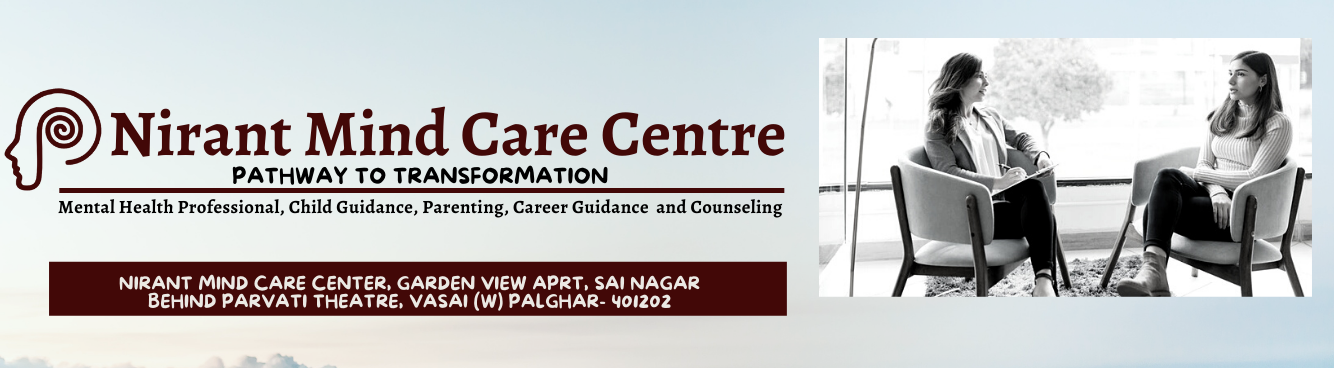 Nirant Mind Care Centre
PATHWAY TO TRANSFORMATION
Mental Health Professional, Child Guidance, Parenting, Career Guidance and Counseling
NIRANT MIND CARE CENTER, GARDEN VIEW APRT, SAI NAGAR
BEHIND PARVATI THEATRE, VASAI (W) PALGHAR- 401202